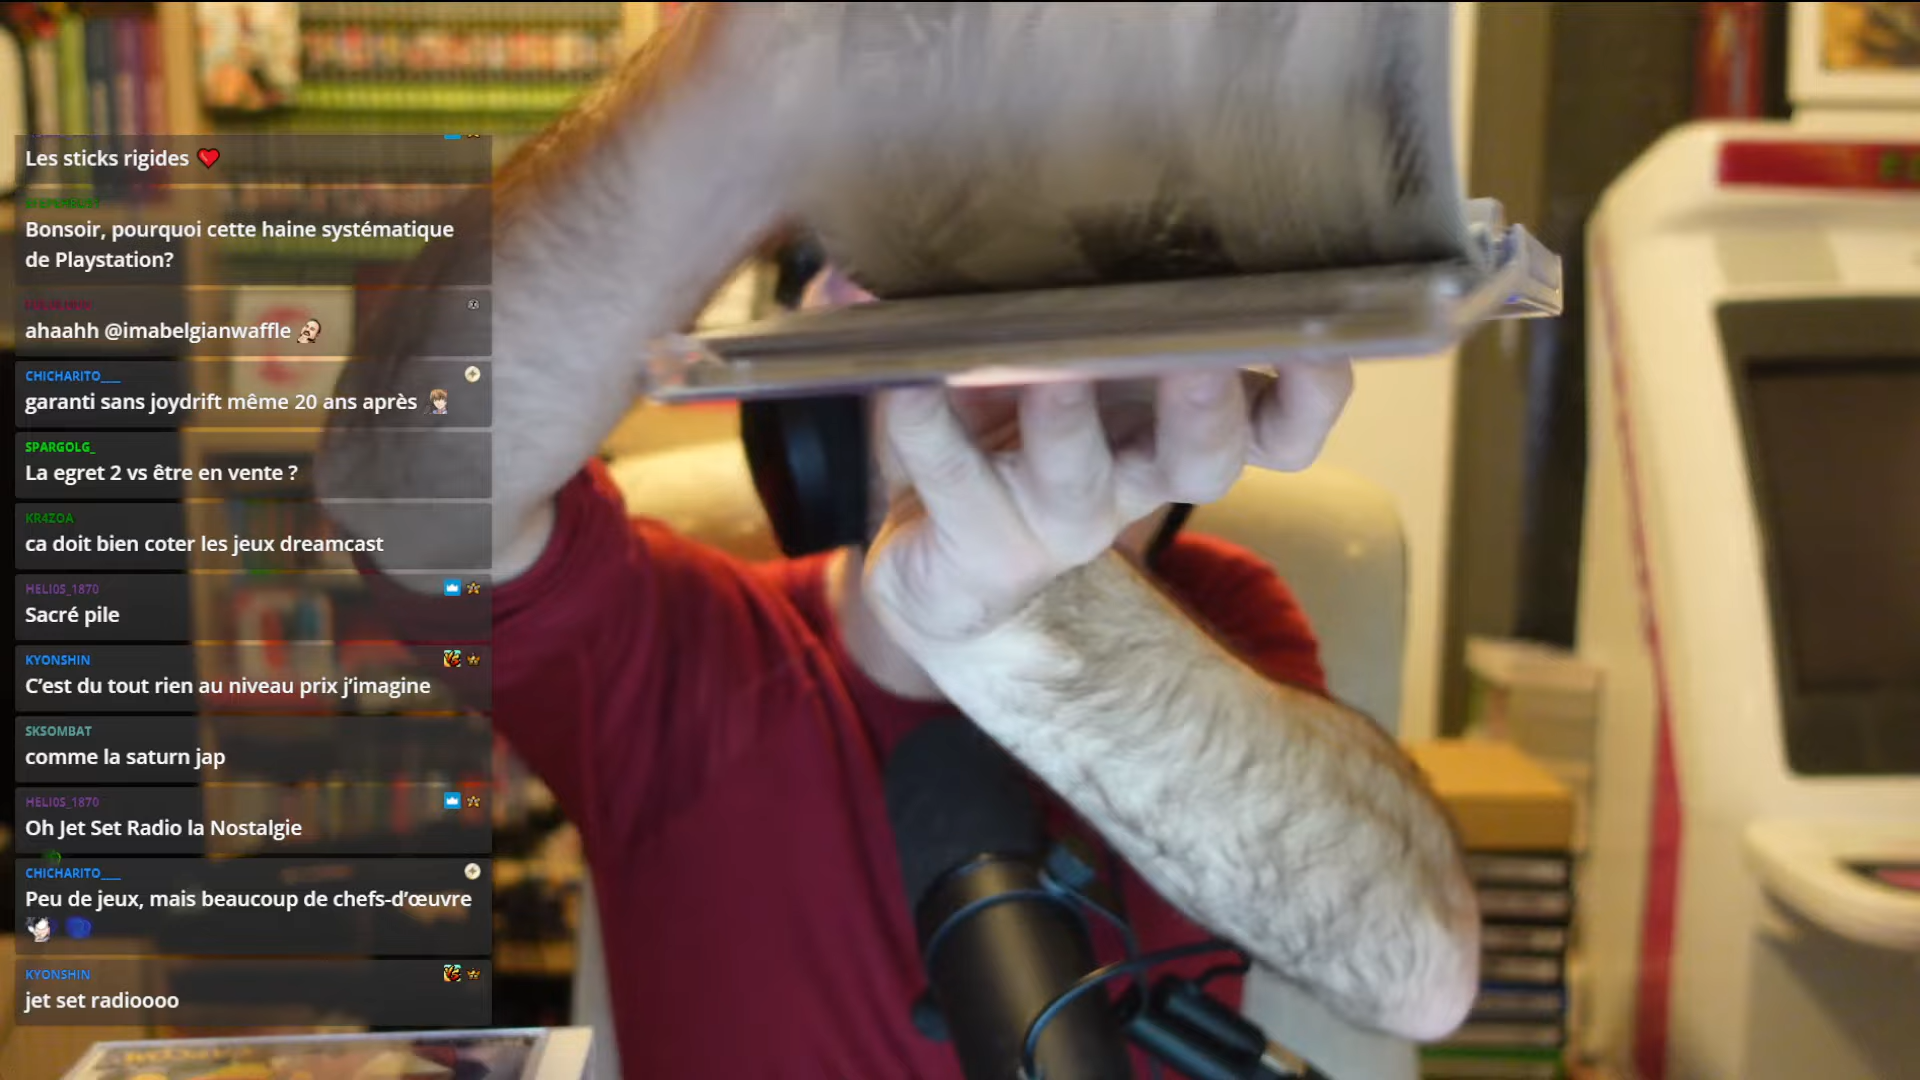 Les sticks rigides
Bonsoir, pourquoi cette haine systématique
de Playstation?
ahaahh @imabelgianwaffle
CHICHARITO___
garanti sans joydrift même 20 ans après
SPARGOLG_
La egret 2 vs être en vente ?
KR4ZOA
ca doit bien coter les jeux dreamcast
HELI0S_1870
Sacré pile
KYONSHIN
C’est du tout rien au niveau prix j’imagine
SKSOMBAT
comme la saturn jap
HELI0S_1870
Oh Jet Set Radio la Nostalgie
CHICHARITO___
Peu de jeux, mais beaucoup de chefs-d’œuvre
KYONSHIN
jet set radioooo